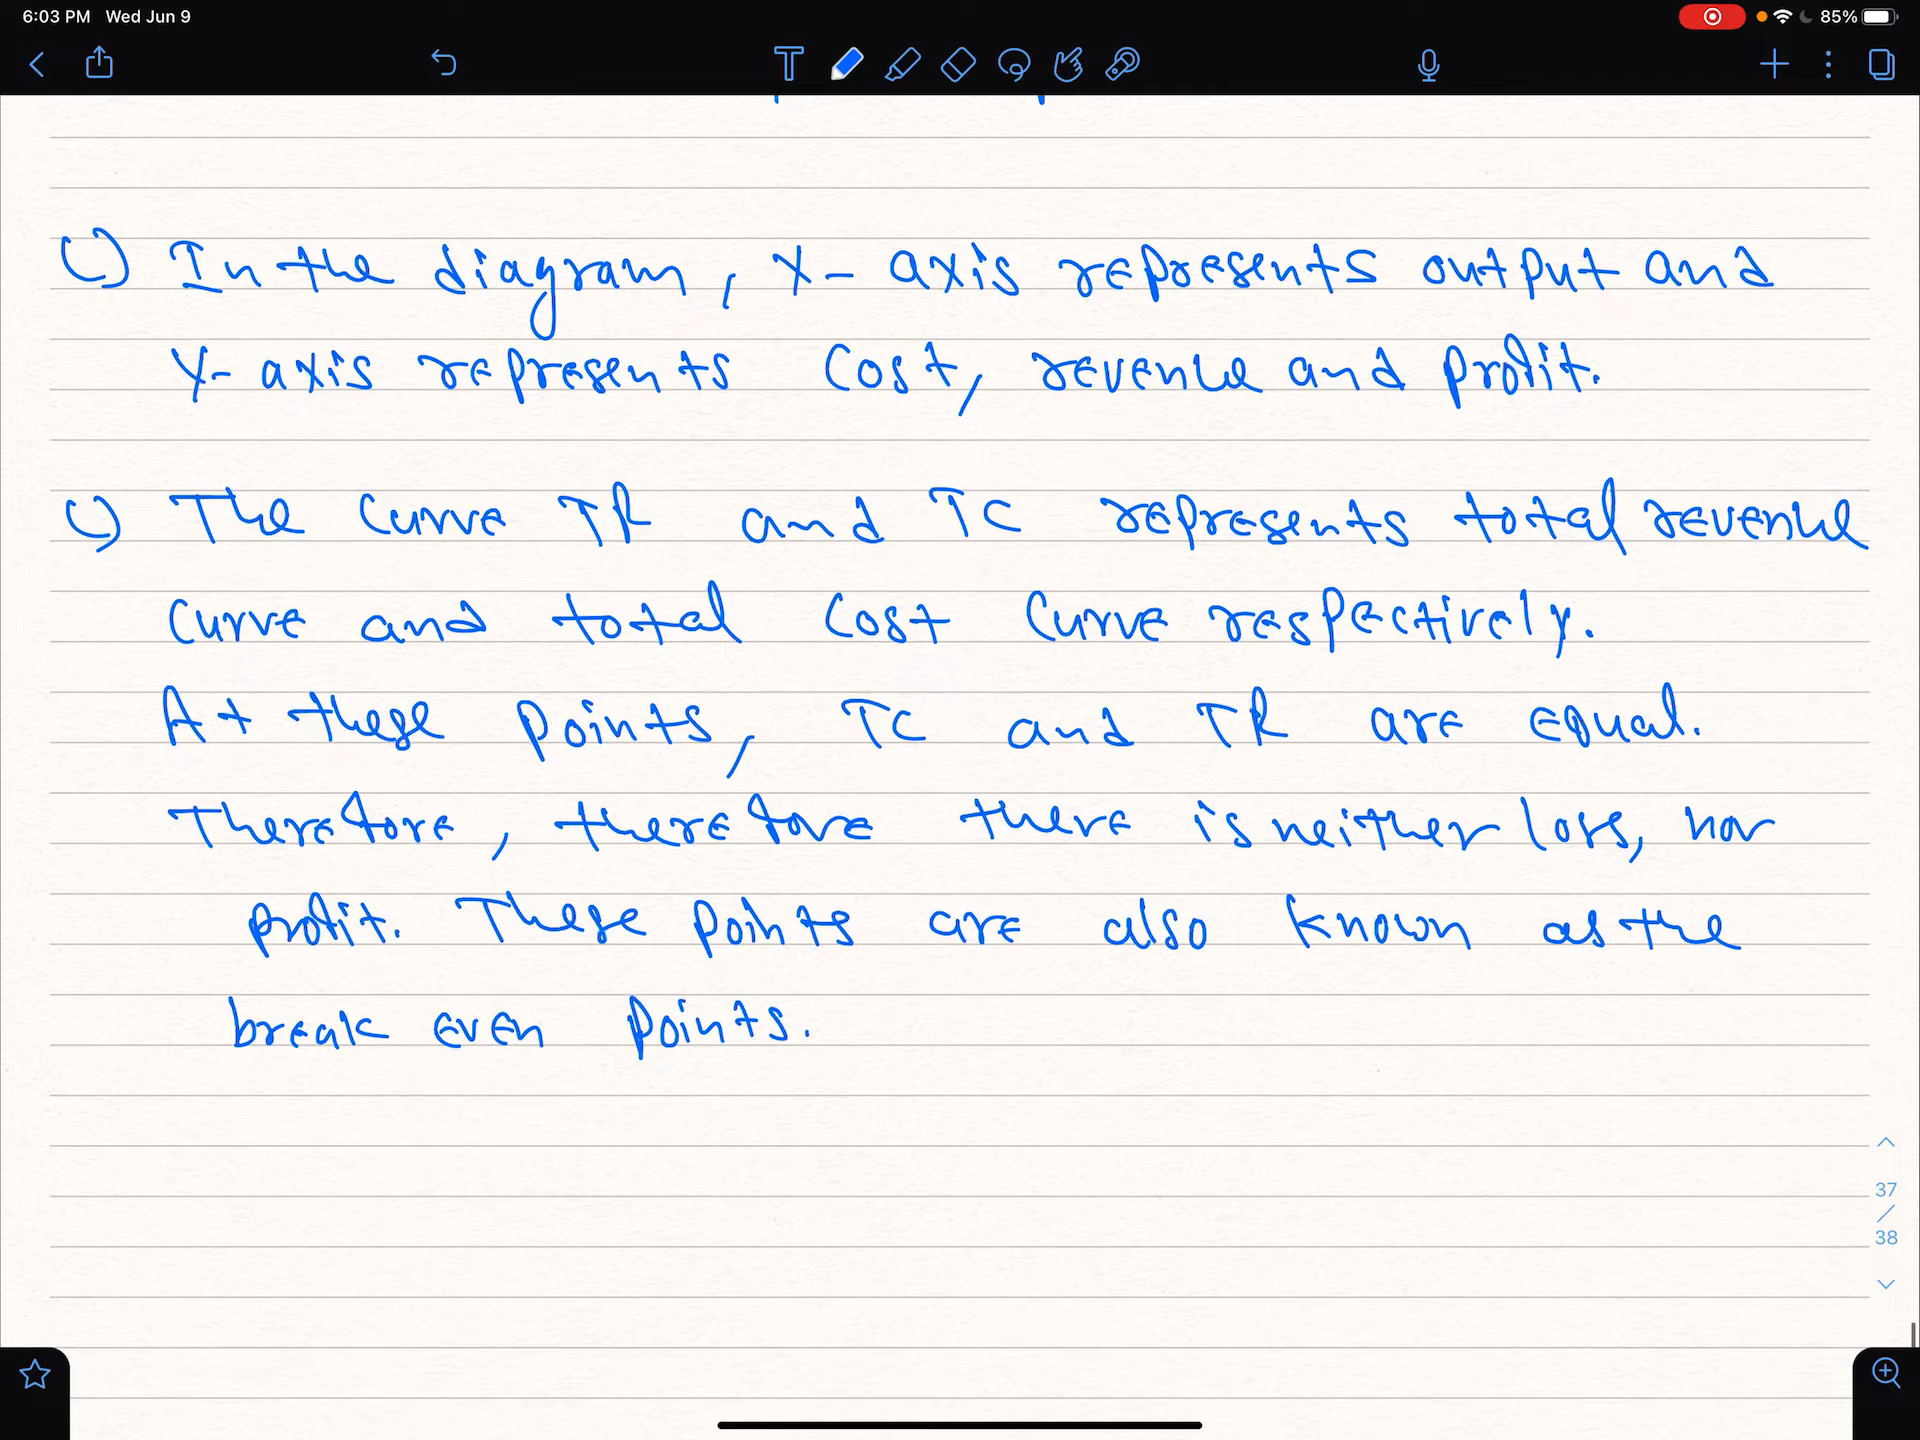 6:03 PM Wed Jun 9
85%
T
() In the diagram, X- axis represents output and
Y- axis represents cost, revenue and profit.
() The curve TR and TC represents total revenue
curve and total cost curve respectively.
At these points, TC and TR are equal.
Therefore, therefore there is neither loss, nor
profit. These points are also known as the
break even points.
37
/
38